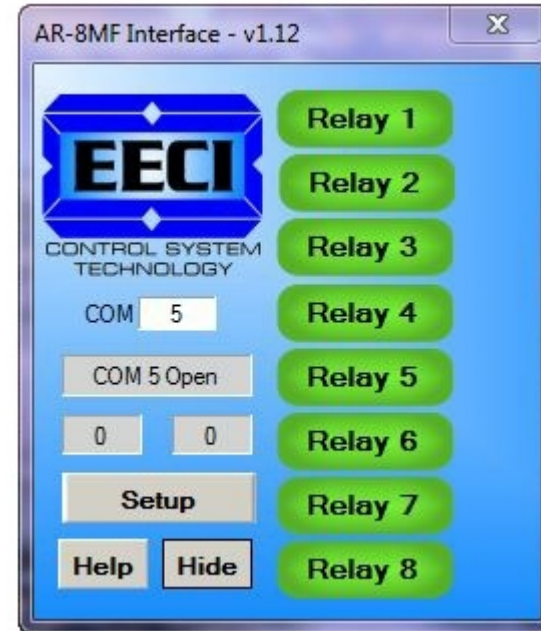 AR-8MF Interface - v1.12
EECI
CONTROL SYSTEM
TECHNOLOGY
COM 5
COM 5 Open
0 0
Setup
Help Hide
Relay 1
Relay 2
Relay 3
Relay 4
Relay 5
Relay 6
Relay 7
Relay 8